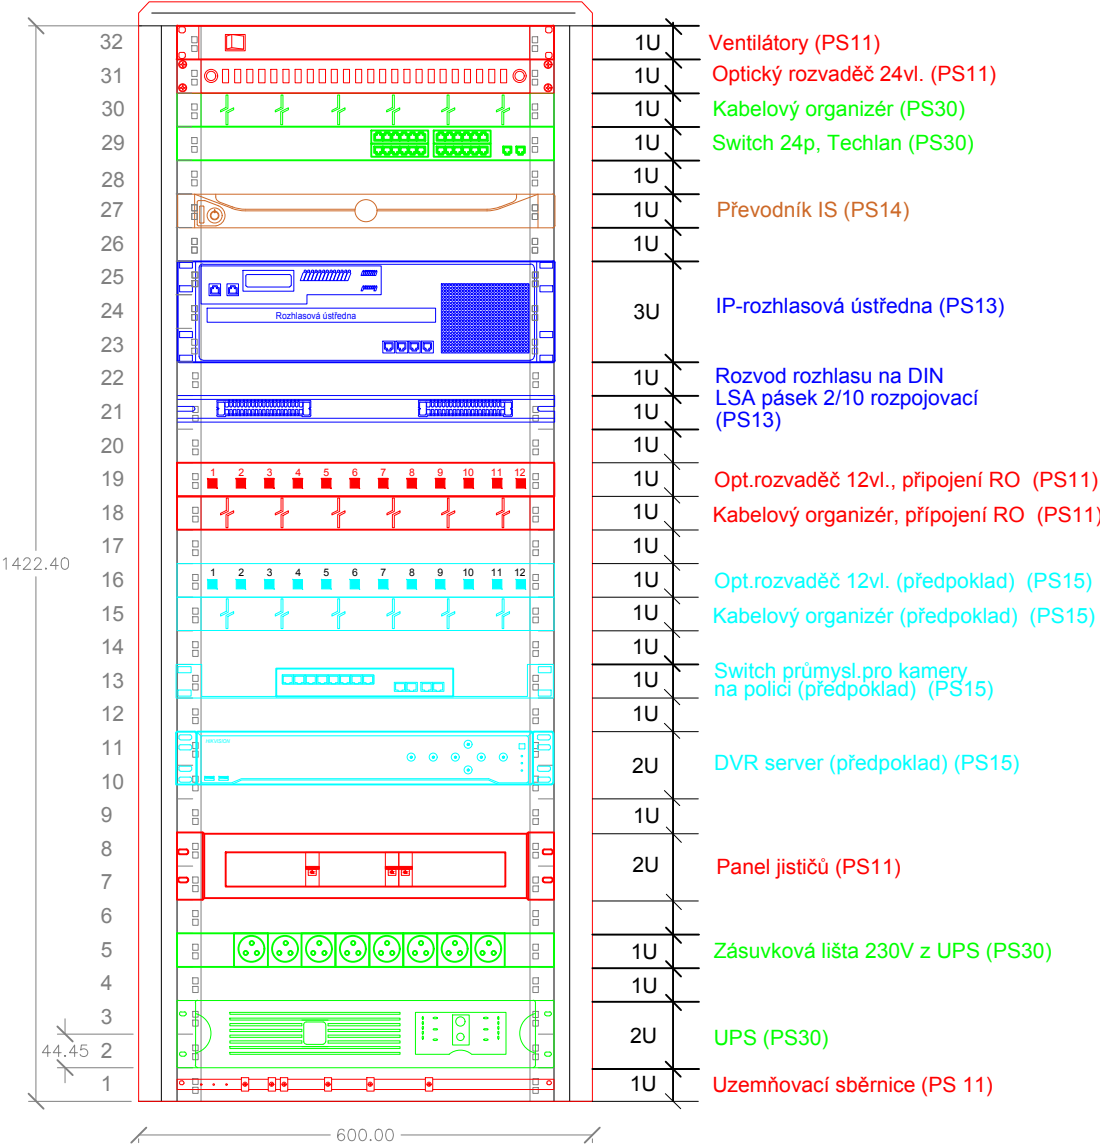 32 1U Ventilátory (PS11)
31 1U Optický rozvaděč 24vl. (PS11)
30 1U Kabelový organizér (PS30)
29 1U Switch 24p, Techlan (PS30)
28 1U
27 1U Převodník IS (PS14)
26 1U
25
24 3U IP-rozhlasová ústředna (PS13)
Rozhlasová ústředna
23
22 1U Rozvod rozhlasu na DIN
LSA pásek 2/10 rozpojovací
21 1U (PS13)
20 1U
19 1 2 3 4 5 6 7 8 9 10 11 12 1U Opt.rozvaděč 12vl., připojení RO (PS11)
18 1U Kabelový organizér, přípojení RO (PS11)
17 1U
1422.40
16 1 2 3 4 5 6 7 8 9 10 11 12 1U Opt.rozvaděč 12vl. (předpoklad) (PS15)
15 1U Kabelový organizér (předpoklad) (PS15)
14 1U
Switch průmysl.pro kamery
13 1U na polici (předpoklad) (PS15)
12 1U
11
2U DVR server (předpoklad) (PS15)
10
9 1U
8
2U Panel jističů (PS11)
7
6
5 1U Zásuvková lišta 230V z UPS (PS30)
4 1U
3
2U UPS (PS30)
44.45 2
1 1U Uzemňovací sběrnice (PS 11)
600.00